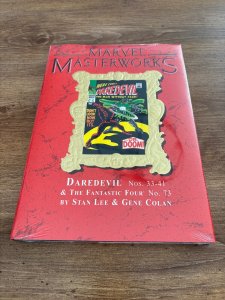 MARVEL
MASTERWORKS
DAREDEVIL
DOOM!
DAREDEVIL NOS. 33-41
& THE FANTASTIC FOUR NO. 73
BY STAN LEE & GENE COLAN